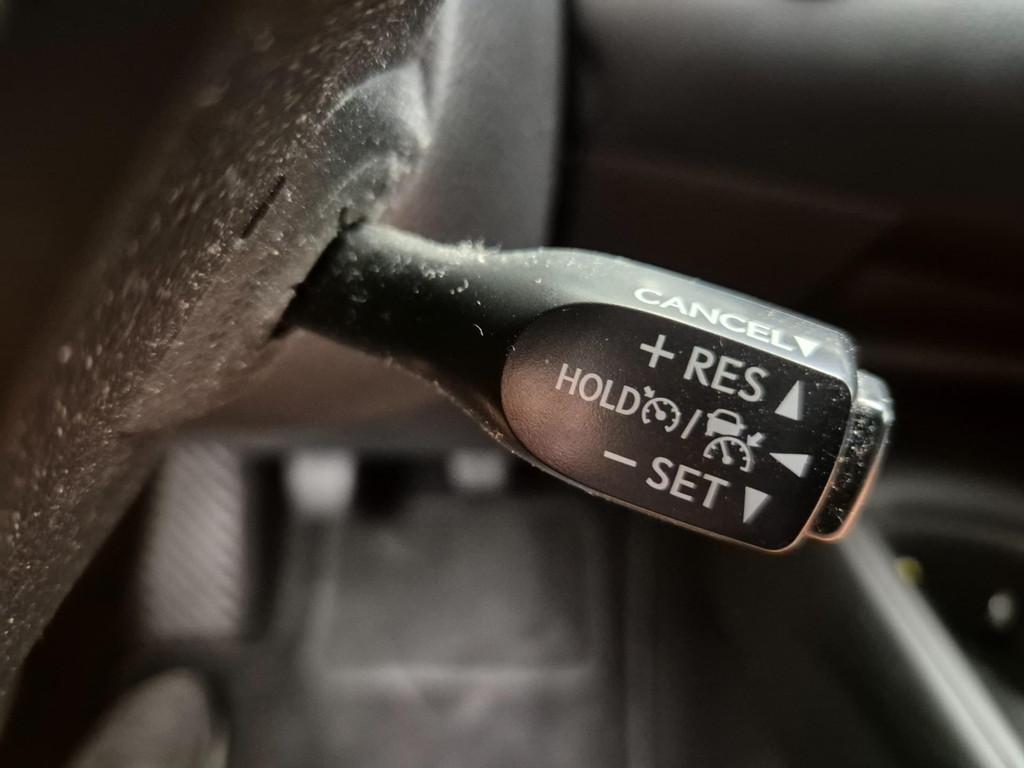 CANCEL▼
+ RES ▲
HOLD / ◀
− SET ▼